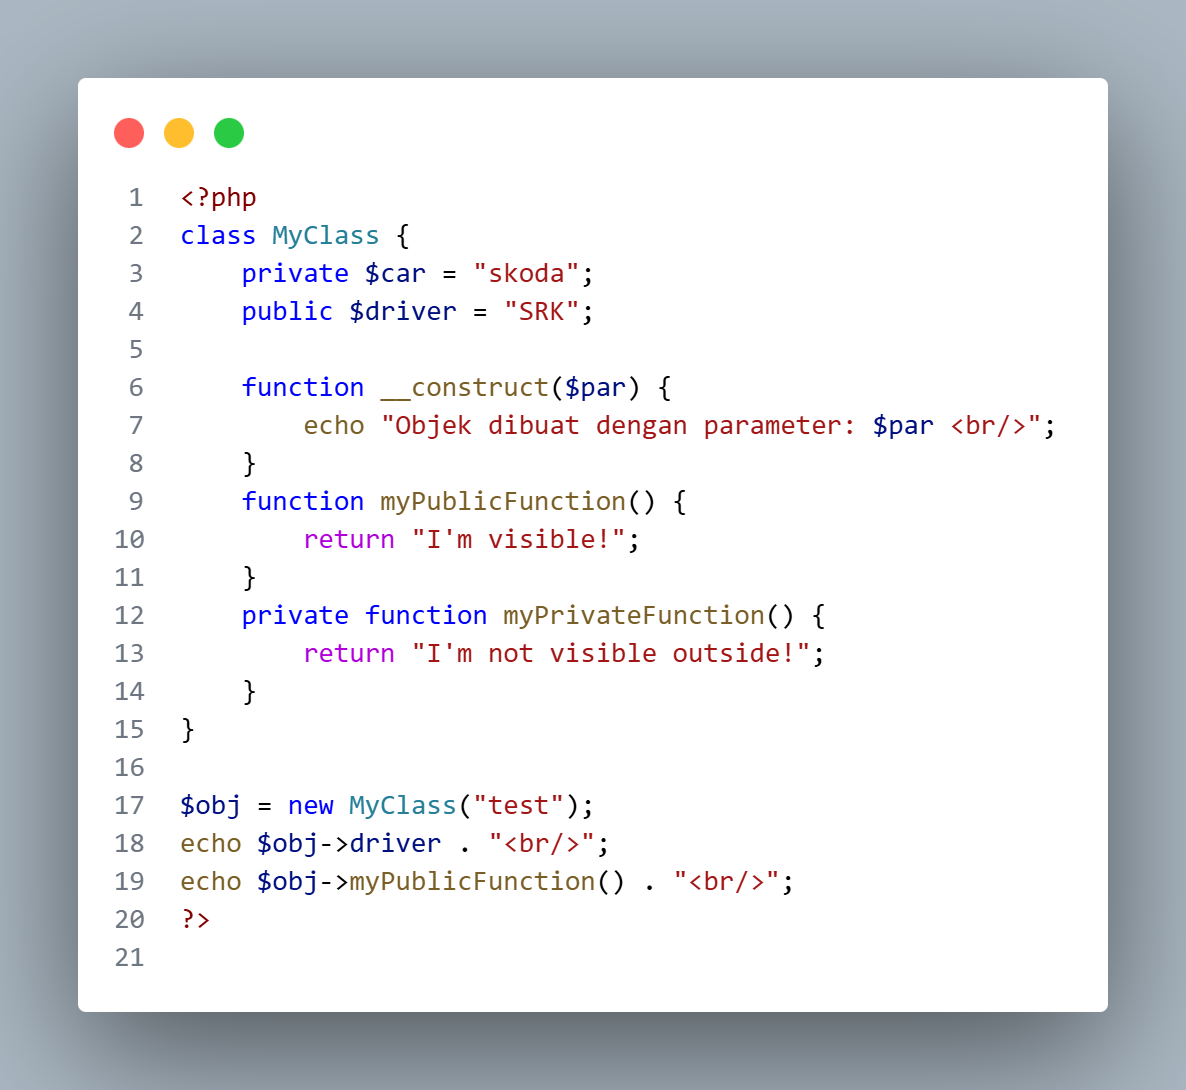 1 <?php
2 class MyClass {
3     private $car = "skoda";
4     public $driver = "SRK";
5
6     function __construct($par) {
7         echo "Objek dibuat dengan parameter: $par <br/>";
8     }
9     function myPublicFunction() {
10         return "I'm visible!";
11     }
12     private function myPrivateFunction() {
13         return "I'm not visible outside!";
14     }
15 }
16
17 $obj = new MyClass("test");
18 echo $obj->driver . "<br/>";
19 echo $obj->myPublicFunction() . "<br/>";
20 ?>
21